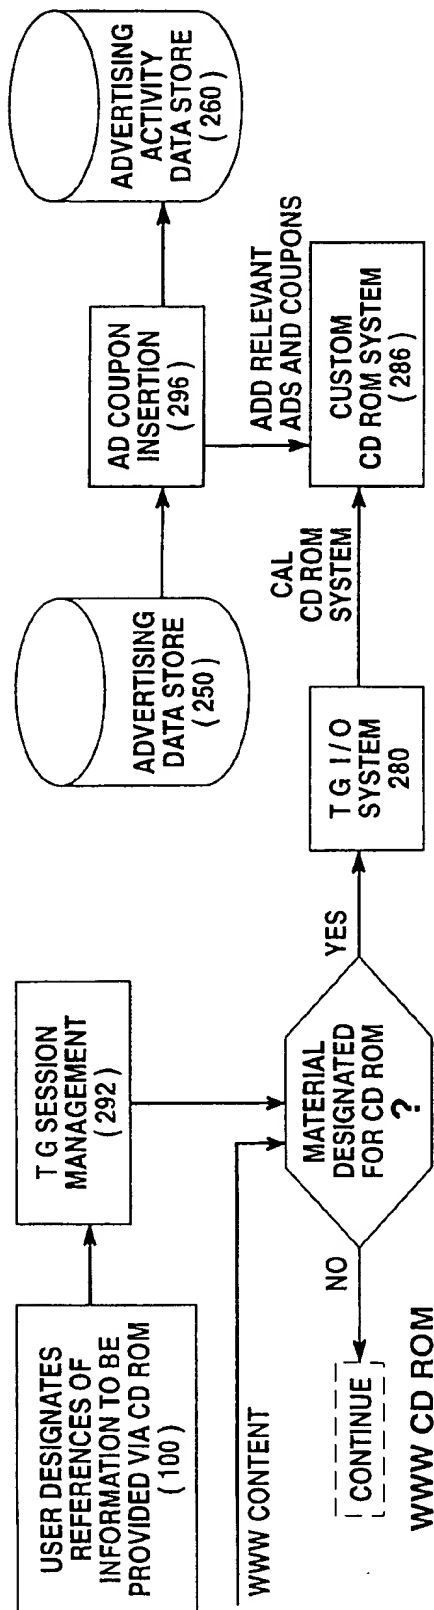 USER DESIGNATES
REFERENCES OF
INFORMATION TO BE
PROVIDED VIA CD ROM
(100)
T G SESSION
MANAGEMENT
(292)
WWW CONTENT
MATERIAL
DESIGNATED
FOR CD ROM
?
NO
CONTINUE
YES
T G I/O
SYSTEM
280
CAL
CD ROM
SYSTEM
ADVERTISING
DATA STORE
(250)
AD COUPON
INSERTION
(296)
ADVERTISING
ACTIVITY
DATA STORE
(260)
ADD RELEVANT
ADS AND COUPONS
CUSTOM
CD ROM SYSTEM
(286)
WWW CD ROM